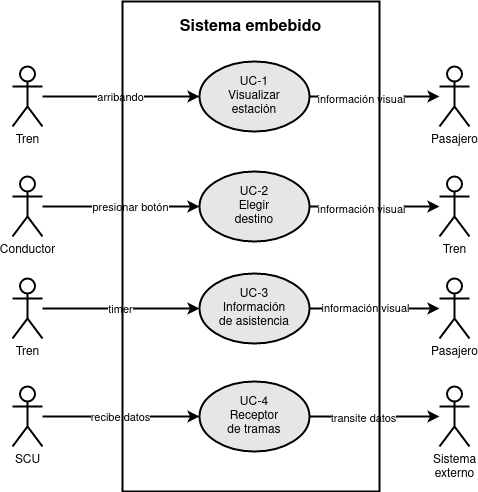 Sistema embebido
UC-1
Visualizar
estación
arribando
información visual
Tren
Pasajero
UC-2
Elegir
destino
presionar botón
información visual
Conductor
Tren
UC-3
Información
de asistencia
timer
información visual
Tren
Pasajero
UC-4
Receptor
de tramas
recibe datos
transite datos
SCU
Sistema
externo